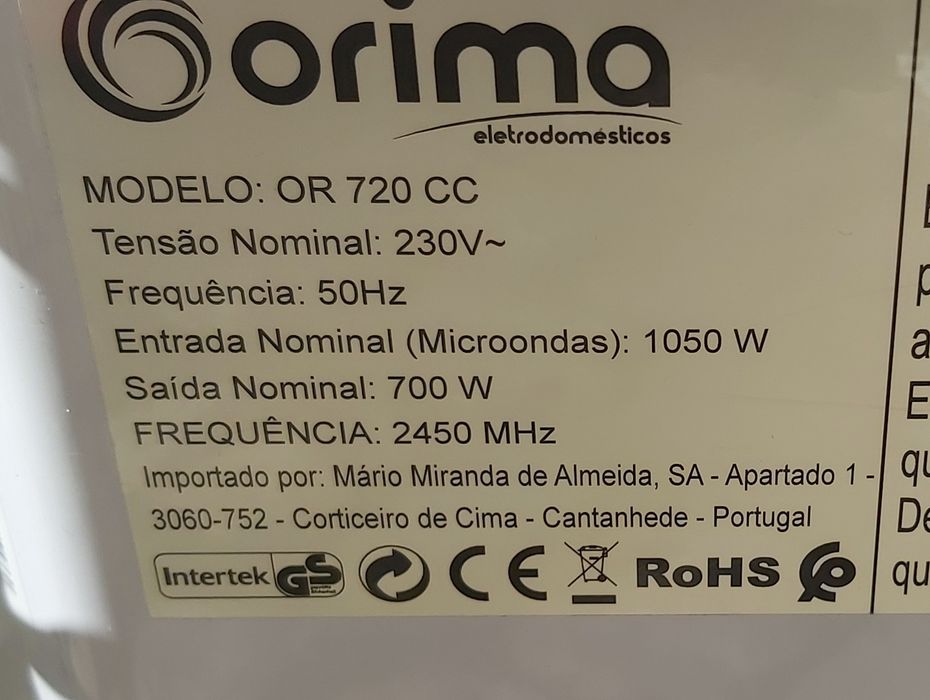 orima
eletrodomésticos
MODELO: OR 720 CC
Tensão Nominal: 230V~
Frequência: 50Hz
Entrada Nominal (Microondas): 1050 W
Saída Nominal: 700 W
FREQUÊNCIA: 2450 MHz
Importado por: Mário Miranda de Almeida, SA - Apartado 1 -
3060-752 - Corticeiro de Cima - Cantanhede - Portugal
Intertek GS CE RoHS